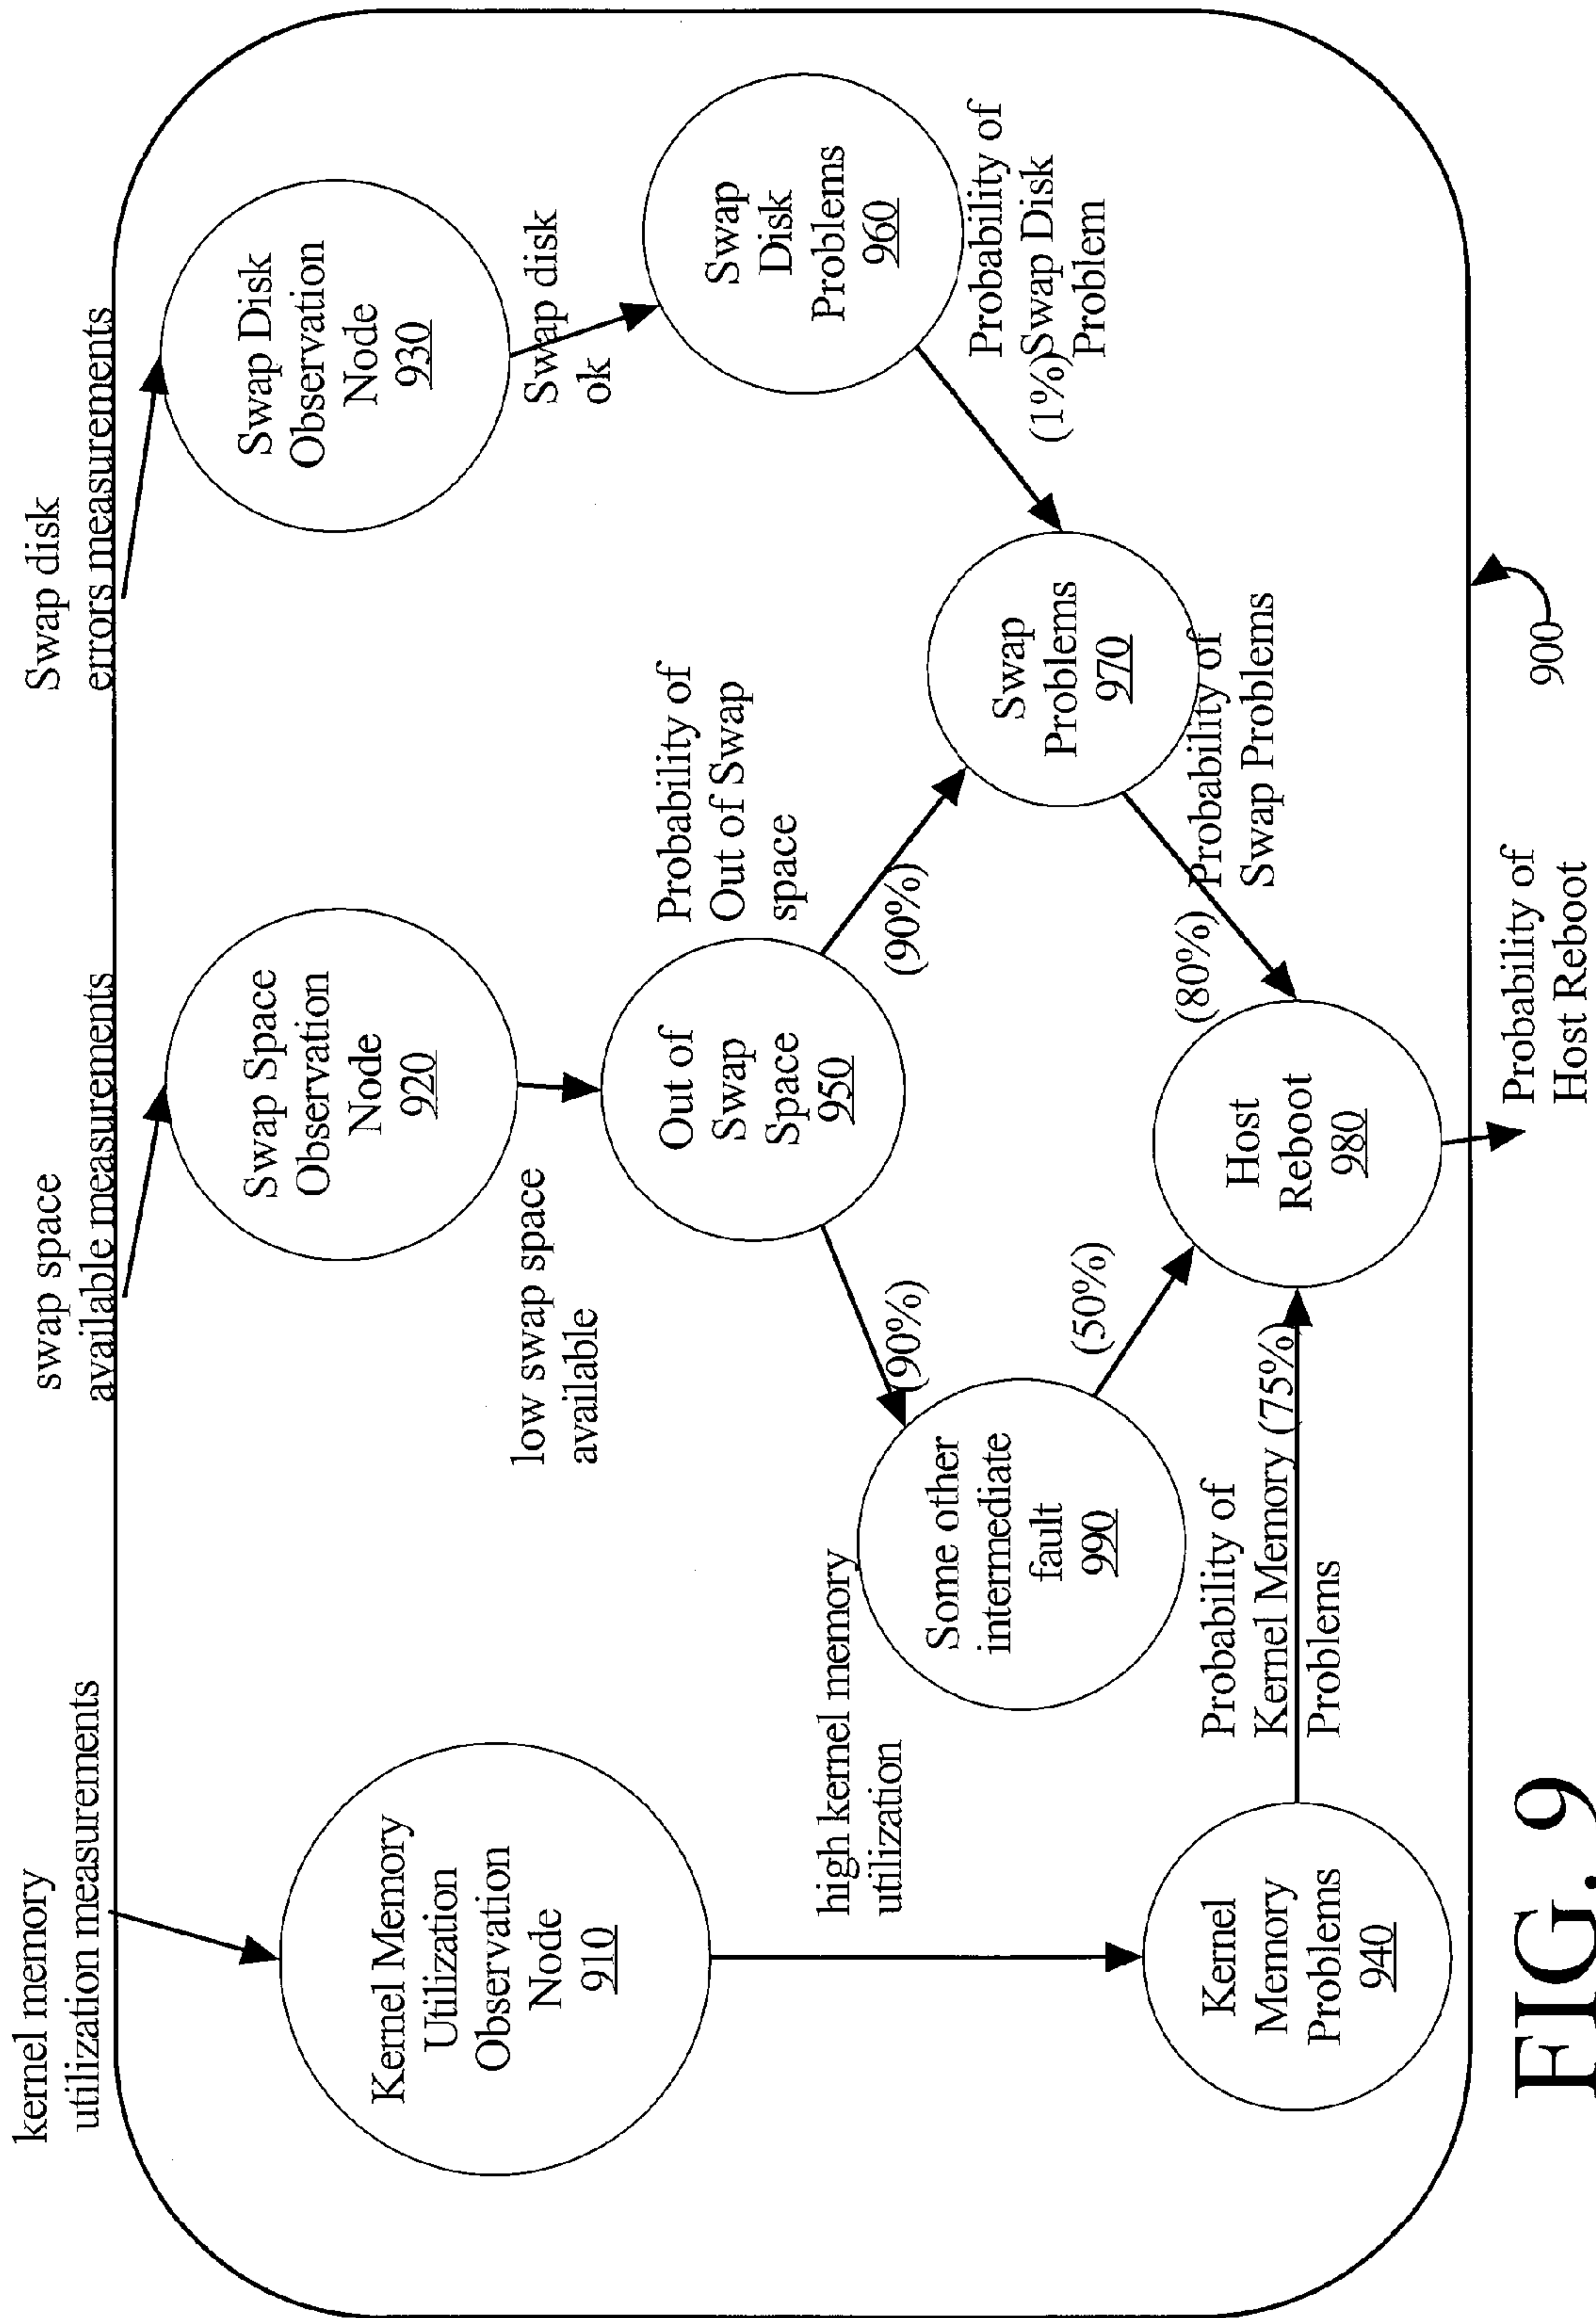 kernel memory
utilization measurements
swap space
available measurements
Swap disk
errors measurements
Kernel Memory
Utilization
Observation
Node
910
Swap Space
Observation
Node
920
Swap Disk
Observation
Node
930
low swap space
available
Swap disk
ok
Out of
Swap
Space
950
Probability of
Out of Swap
space
Swap
Disk
Problems
960
high kernel memory
utilization
(90%)
(90%)
Probability of
(1%)Swap Disk
Problem
Some other
intermediate
fault
990
Swap
Problems
970
(50%)
Probability of
Kernel Memory (75%)
Problems
(80%)
Probability of
Swap Problems
Kernel
Memory
Problems
940
Host
Reboot
980
Probability of
Host Reboot
900
FIG. 9